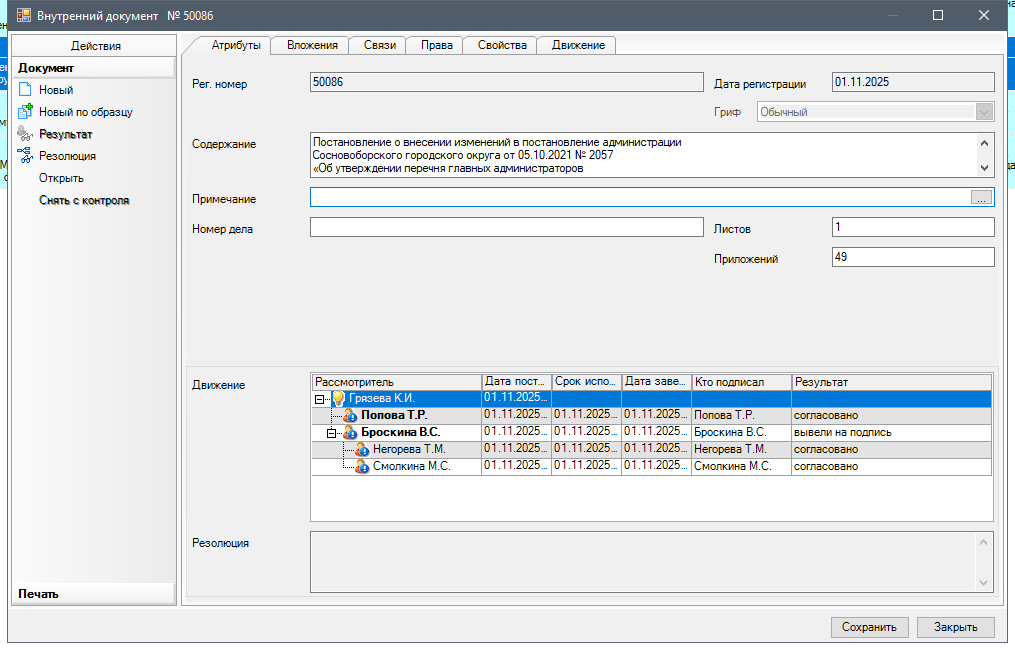 Внутренний документ № 50086
Действия
Документ
Новый
Новый по образцу
Результат
Резолюция
Открыть
Снять с контроля
Печать
Атрибуты
Вложения
Связи
Права
Свойства
Движение
Рег. номер
50086
Дата регистрации
01.11.2025
Гриф
Обычный
Содержание
Постановление о внесении изменений в постановление администрации
Сосновоборского городского округа от 05.10.2021 № 2057
«Об утверждении перечня главных администраторов
Примечание
...
Номер дела
Листов
1
Приложений
49
Движение
Рассмотритель Дата пост... Срок испо... Дата заве... Кто подписал Результат
Грязева К.И. 01.11.2025...
Попова Т.Р. 01.11.2025... 01.11.2025... 01.11.2025... Попова Т.Р. согласовано
Броскина В.С. 01.11.2025... 01.11.2025... 01.11.2025... Броскина В.С. вывели на подпись
Негорева Т.М. 01.11.2025... 01.11.2025... 01.11.2025... Негорева Т.М. согласовано
Смолкина М.С. 01.11.2025... 01.11.2025... 01.11.2025... Смолкина М.С. согласовано
Резолюция
Сохранить
Закрыть